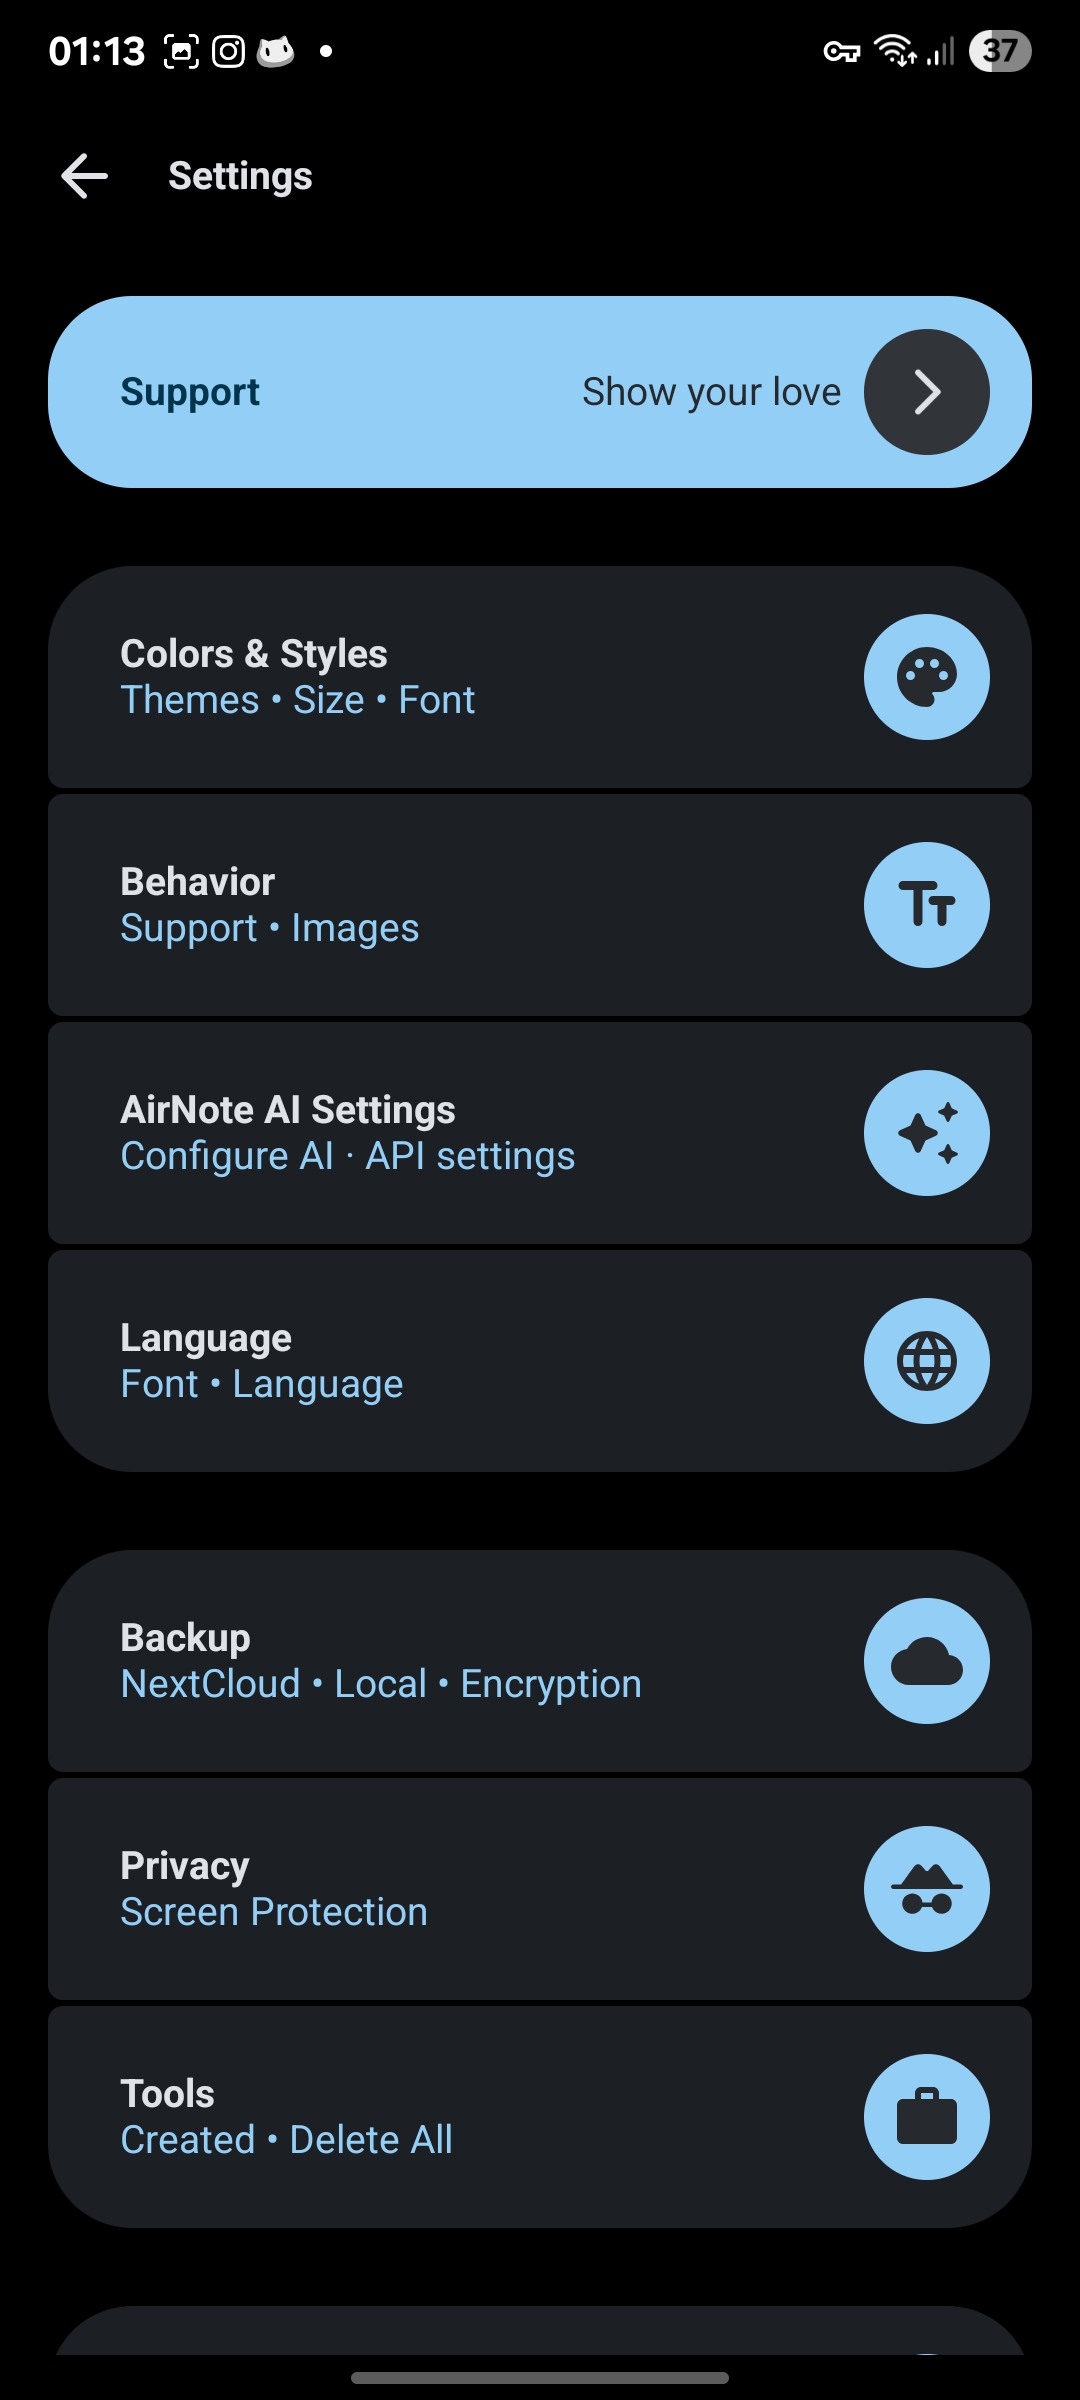 01:13
37
Settings
Support
Show your love
Colors & Styles
Themes • Size • Font
Behavior
Support • Images
AirNote AI Settings
Configure AI · API settings
Language
Font • Language
Backup
NextCloud • Local • Encryption
Privacy
Screen Protection
Tools
Created • Delete All